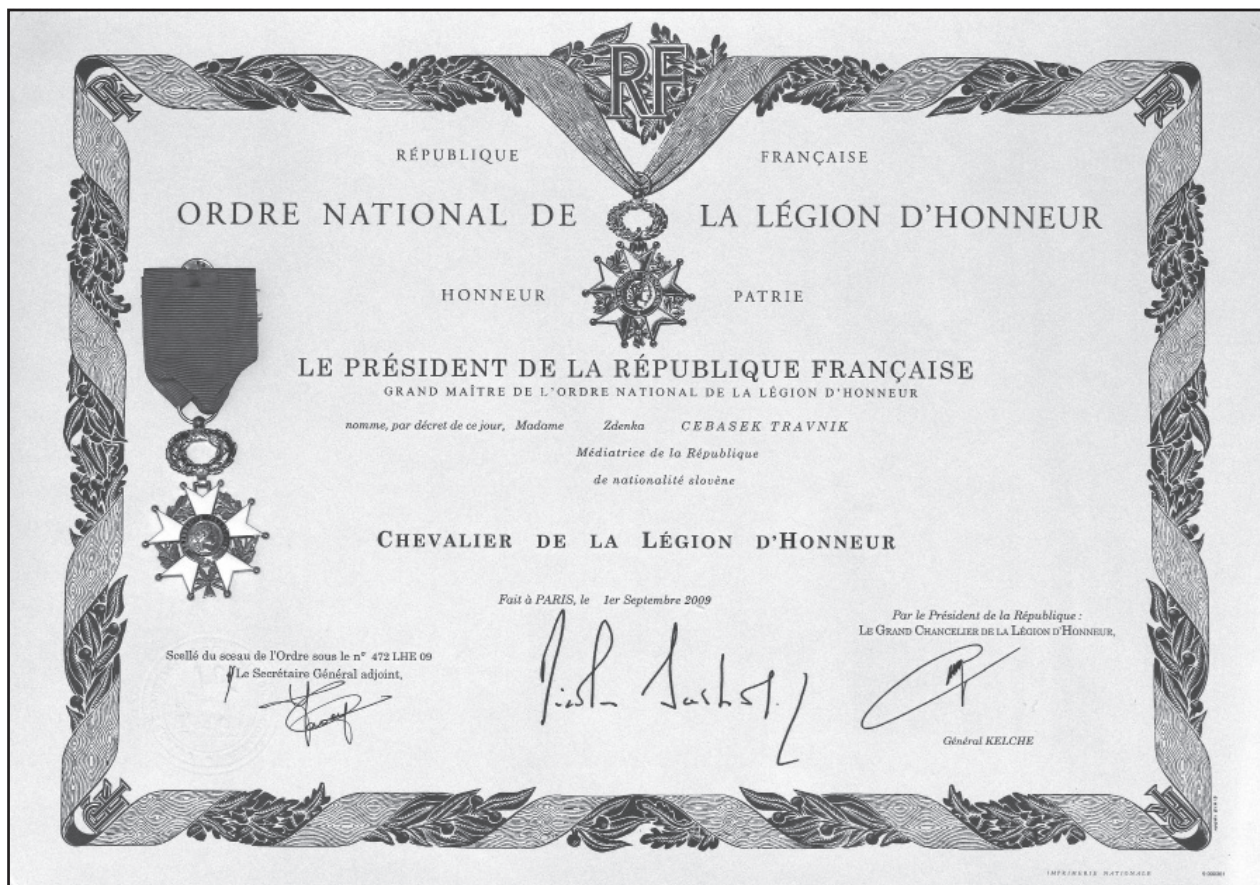 RF
RÉPUBLIQUE FRANÇAISE
ORDRE NATIONAL DE LA LÉGION D'HONNEUR
HONNEUR PATRIE
LE PRÉSIDENT DE LA RÉPUBLIQUE FRANÇAISE
GRAND MAÎTRE DE L'ORDRE NATIONAL DE LA LÉGION D'HONNEUR
nomme, par décret de ce jour, Madame Zdenka CEBASEK TRAVNIK
Médiatrice de la République
de nationalité slovène
CHEVALIER DE LA LÉGION D'HONNEUR
Fait à PARIS, le 1er Septembre 2009
Par le Président de la République :
LE GRAND CHANCELIER DE LA LÉGION D'HONNEUR,
Scellé du sceau de l'Ordre sous le n° 472 LHE 09
Le Secrétaire Général adjoint,
Général KELCHE
IMPRIMERIE NATIONALE